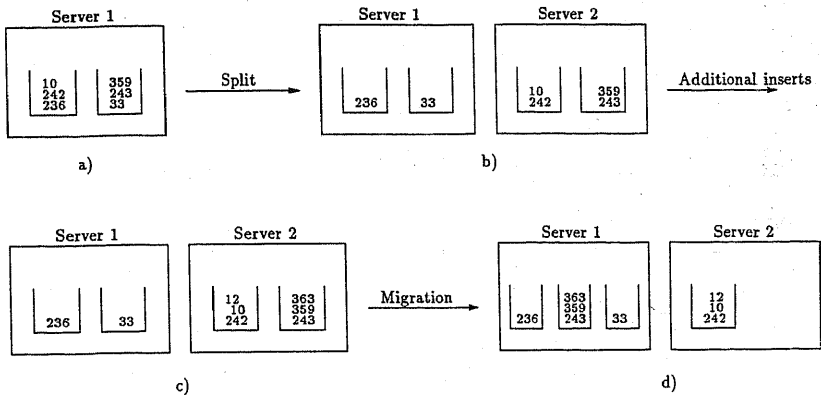 Server 1
10
242
236
359
243
33
a)
Split
Server 1
236
33
Server 2
10
242
359
243
b)
Additional inserts
Server 1
236
33
Server 2
12
10
242
363
359
243
c)
Migration
Server 1
236
363
359
243
33
Server 2
12
10
242
d)